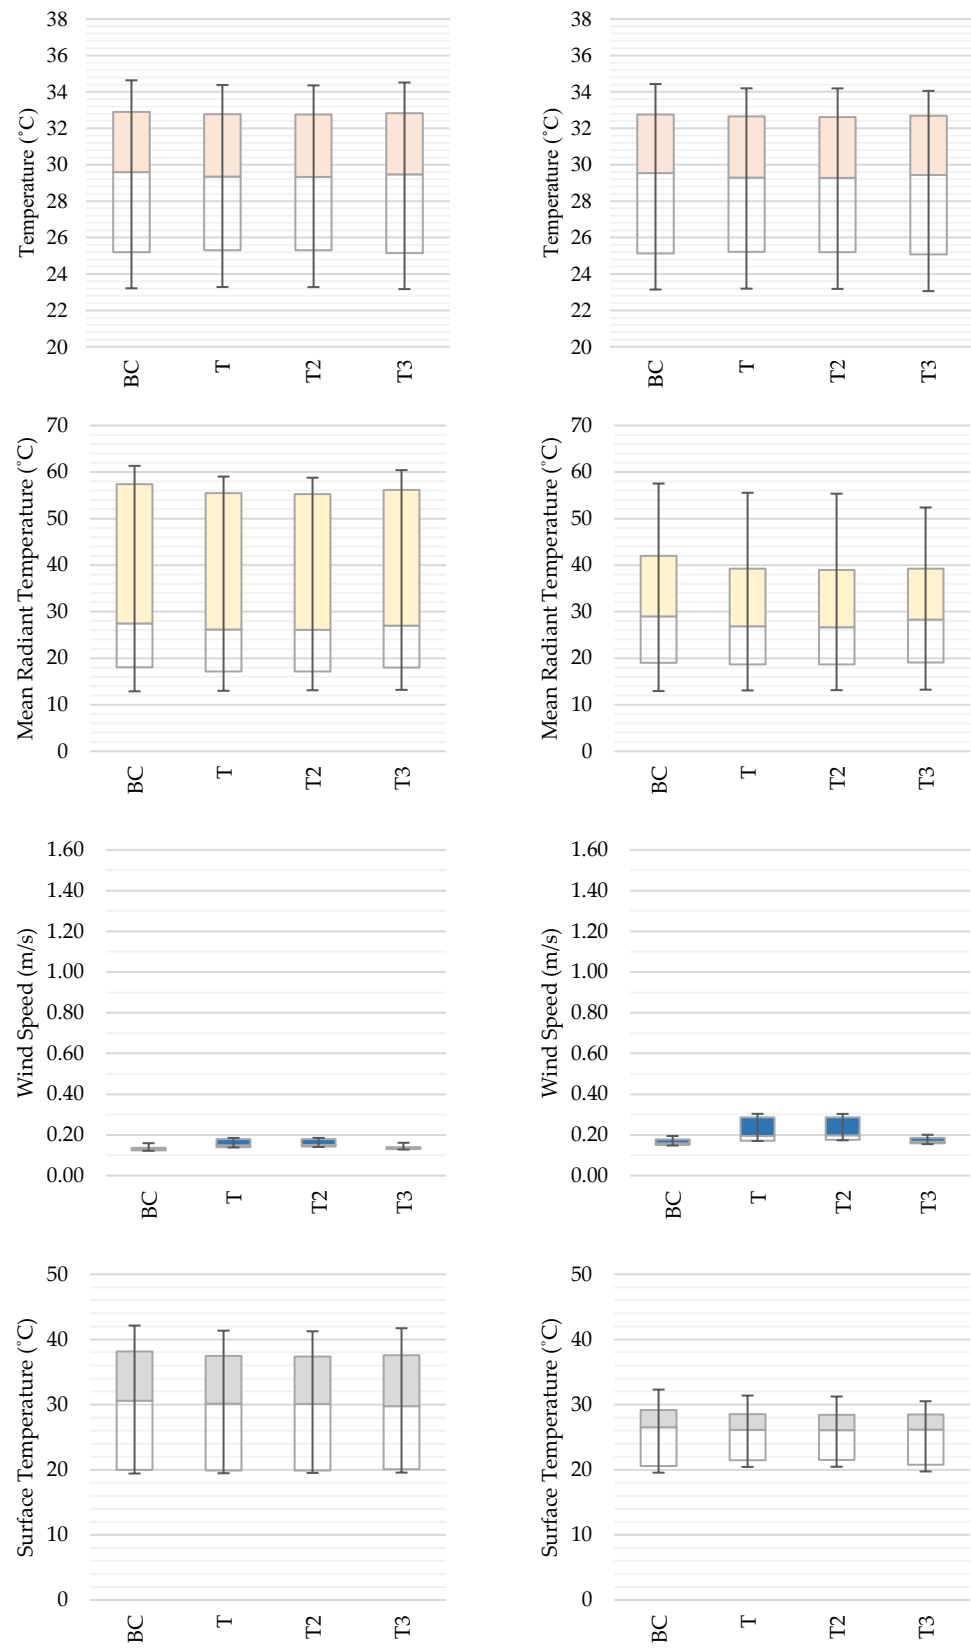 Temperature (˚C)
38
36
34
32
30
28
26
24
22
20
BC
T
T2
T3
Temperature (˚C)
38
36
34
32
30
28
26
24
22
20
BC
T
T2
T3
Mean Radiant Temperature (˚C)
70
60
50
40
30
20
10
0
BC
T
T2
T3
Mean Radiant Temperature (˚C)
70
60
50
40
30
20
10
0
BC
T
T2
T3
Wind Speed (m/s)
1.60
1.40
1.20
1.00
0.80
0.60
0.40
0.20
0.00
BC
T
T2
T3
Wind Speed (m/s)
1.60
1.40
1.20
1.00
0.80
0.60
0.40
0.20
0.00
BC
T
T2
T3
Surface Temperature (˚C)
50
40
30
20
10
0
BC
T
T2
T3
Surface Temperature (˚C)
50
40
30
20
10
0
BC
T
T2
T3